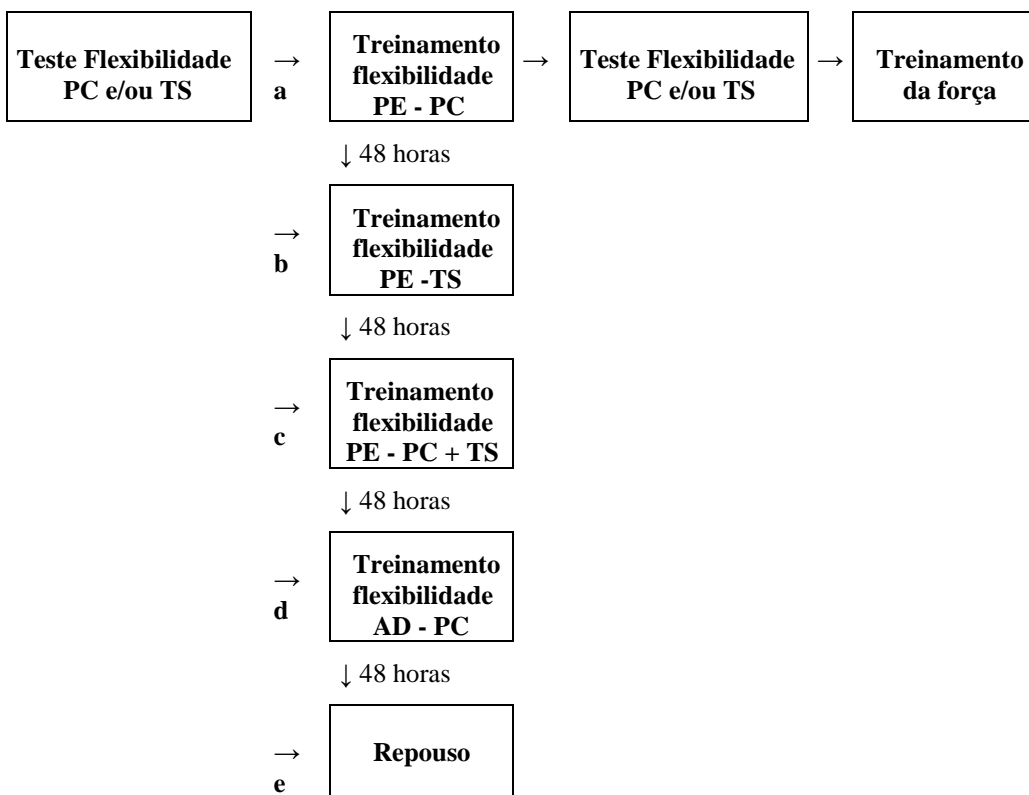 Teste Flexibilidade
PC e/ou TS
→
a
Treinamento
flexibilidade
PE - PC
→
Teste Flexibilidade
PC e/ou TS
→
Treinamento
da força
↓ 48 horas
→
b
Treinamento
flexibilidade
PE -TS
↓ 48 horas
→
c
Treinamento
flexibilidade
PE - PC + TS
↓ 48 horas
→
d
Treinamento
flexibilidade
AD - PC
↓ 48 horas
→
e
Repouso